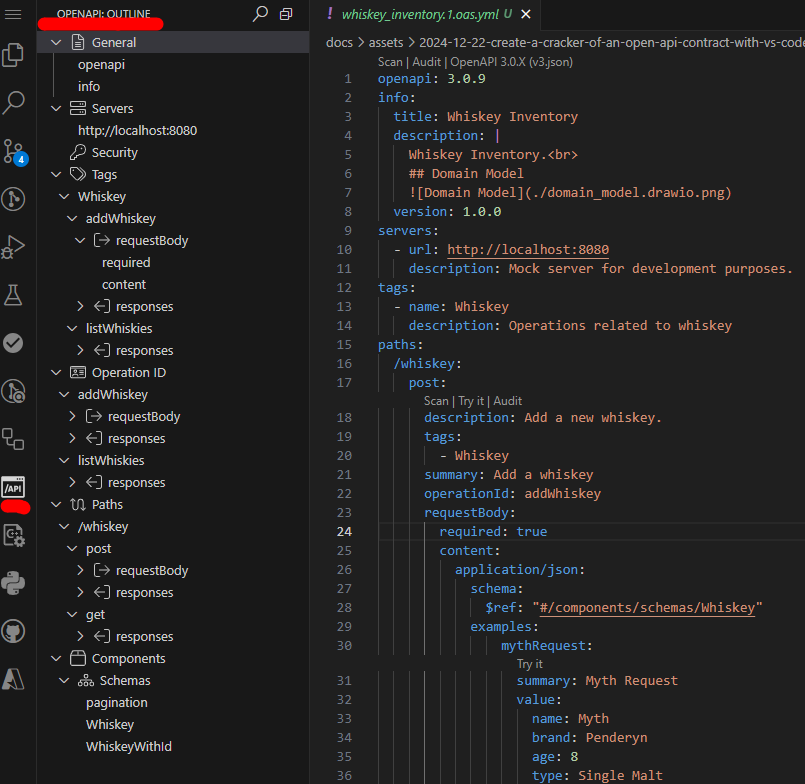 OPENAPI: OUTLINE
General
openapi
info
Servers
http://localhost:8080
Security
Tags
Whiskey
addWhiskey
requestBody
required
content
responses
listWhiskies
responses
Operation ID
addWhiskey
requestBody
responses
listWhiskies
responses
Paths
/whiskey
post
requestBody
responses
get
responses
Components
Schemas
pagination
Whiskey
WhiskeyWithId
4
/API
! whiskey_inventory.1.oas.yml U
docs > assets > 2024-12-22-create-a-cracker-of-an-open-api-contract-with-vs-code
Scan | Audit | OpenAPI 3.0.X (v3.json)
1 openapi: 3.0.9
2 info:
3 title: Whiskey Inventory
4 description: |
5 Whiskey Inventory.<br>
6 ## Domain Model
7 ![Domain Model](./domain_model.drawio.png)
8 version: 1.0.0
9 servers:
10 - url: http://localhost:8080
11 description: Mock server for development purposes.
12 tags:
13 - name: Whiskey
14 description: Operations related to whiskey
15 paths:
16 /whiskey:
17 post:
Scan | Try it | Audit
18 description: Add a new whiskey.
19 tags:
20 - Whiskey
21 summary: Add a whiskey
22 operationId: addWhiskey
23 requestBody:
24 required: true
25 content:
26 application/json:
27 schema:
28 $ref: "#/components/schemas/Whiskey"
29 examples:
30 mythRequest:
Try it
31 summary: Myth Request
32 value:
33 name: Myth
34 brand: Penderyn
35 age: 8
36 type: Single Malt